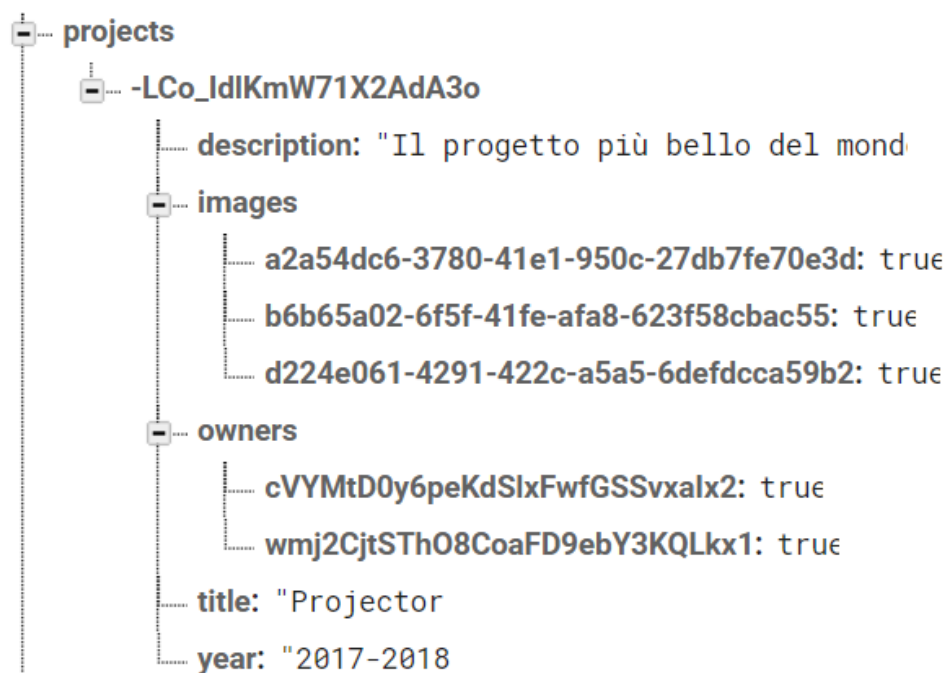 projects
-LCo_IdlKmW71X2AdA3o
description: "Il progetto più bello del mond
images
a2a54dc6-3780-41e1-950c-27db7fe70e3d: true
b6b65a02-6f5f-41fe-afa8-623f58cbac55: true
d224e061-4291-422c-a5a5-6defdcca59b2: true
owners
cVYMtD0y6peKdSlxFwfGSSvxalx2: true
wmj2CjtSThO8CoaFD9ebY3KQLkx1: true
title: "Projector
year: "2017-2018